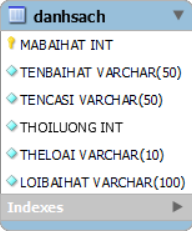 danhsach
MABAIHAT INT
TENBAIHAT VARCHAR(50)
TENCASI VARCHAR(50)
THOILUONG INT
THELOAI VARCHAR(10)
LOIBAIHAT VARCHAR(100)
Indexes